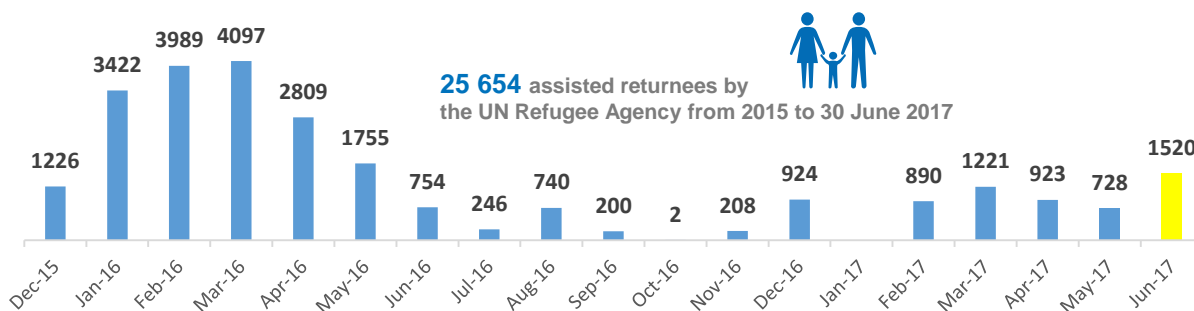 4097
3989
3422
2809
25 654 assisted returnees by
the UN Refugee Agency from 2015 to 30 June 2017
1755
1226
754
246
740
200
2
208
924
890
1221
923
728
1520
Dec-15
Jan-16
Feb-16
Mar-16
Apr-16
May-16
Jun-16
Jul-16
Aug-16
Sep-16
Oct-16
Nov-16
Dec-16
Jan-17
Feb-17
Mar-17
Apr-17
May-17
Jun-17